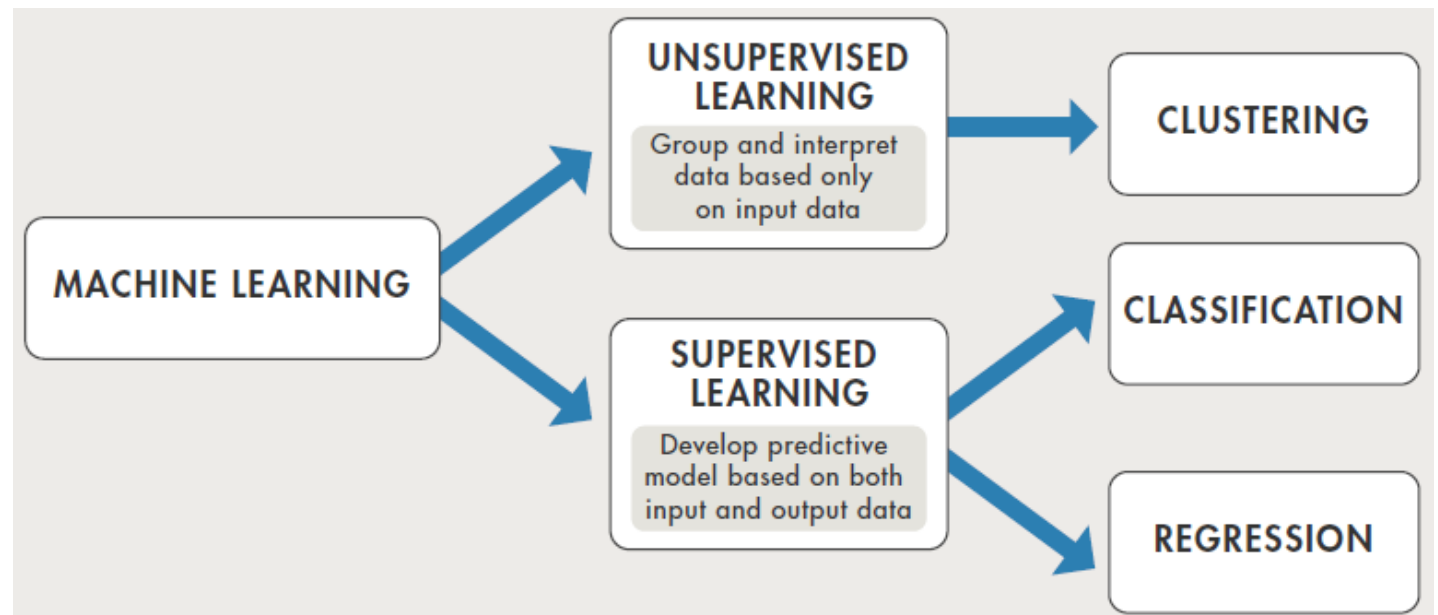 MACHINE LEARNING
UNSUPERVISED
LEARNING
Group and interpret
data based only
on input data
SUPERVISED
LEARNING
Develop predictive
model based on both
input and output data
CLUSTERING
CLASSIFICATION
REGRESSION